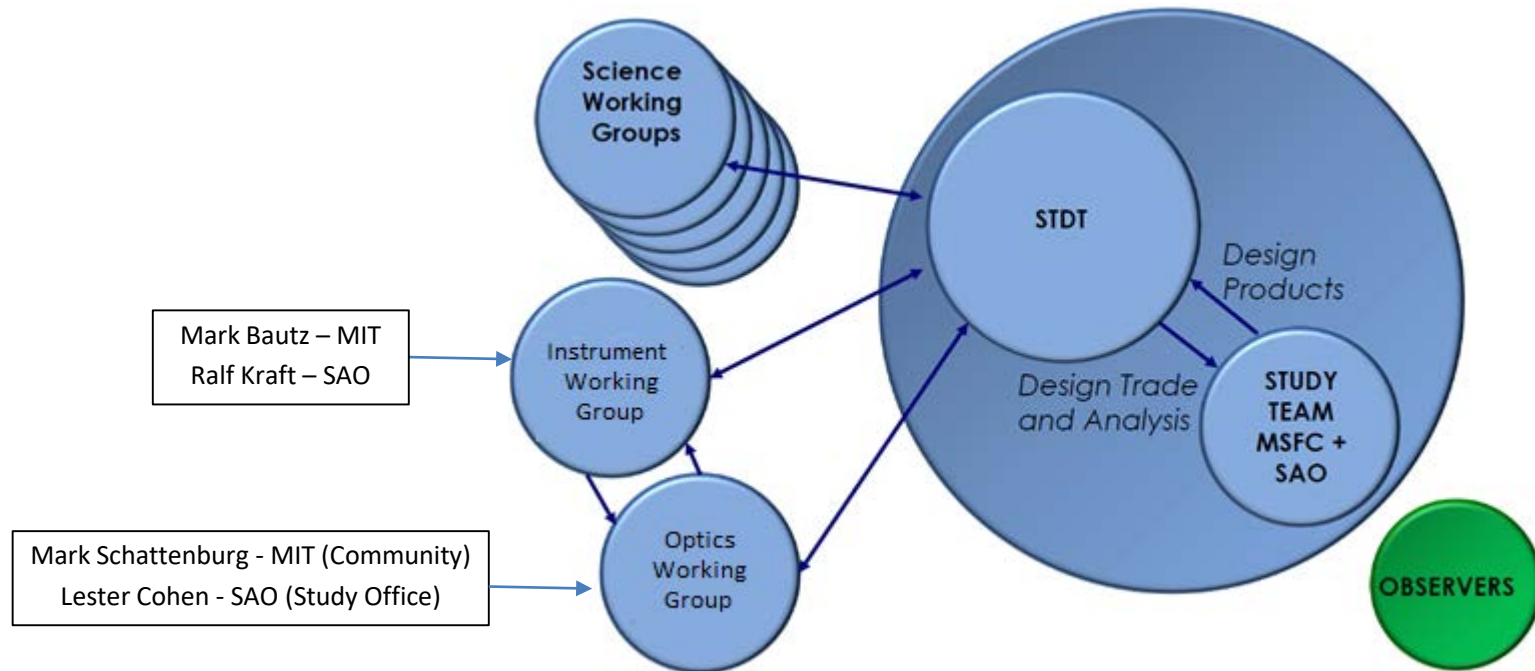 Science
Working
Groups
STDT
Design
Products
Design Trade
and Analysis
STUDY
TEAM
MSFC +
SAO
Mark Bautz – MIT
Ralf Kraft – SAO
Instrument
Working
Group
Mark Schattenburg - MIT (Community)
Lester Cohen - SAO (Study Office)
Optics
Working
Group
OBSERVERS